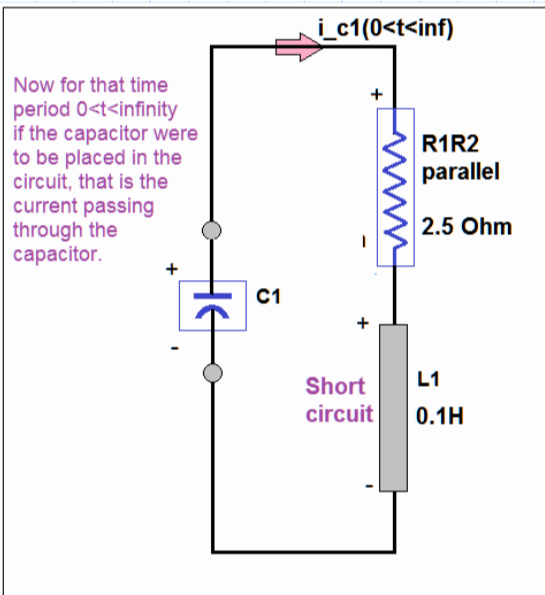 i_c1(0<t<inf)
Now for that time
period 0<t<infinity
if the capacitor were
to be placed in the
circuit, that is the
current passing
through the
capacitor.
+
R1R2
parallel
2.5 Ohm
-
+
C1
-
+
Short
circuit
L1
0.1H
-